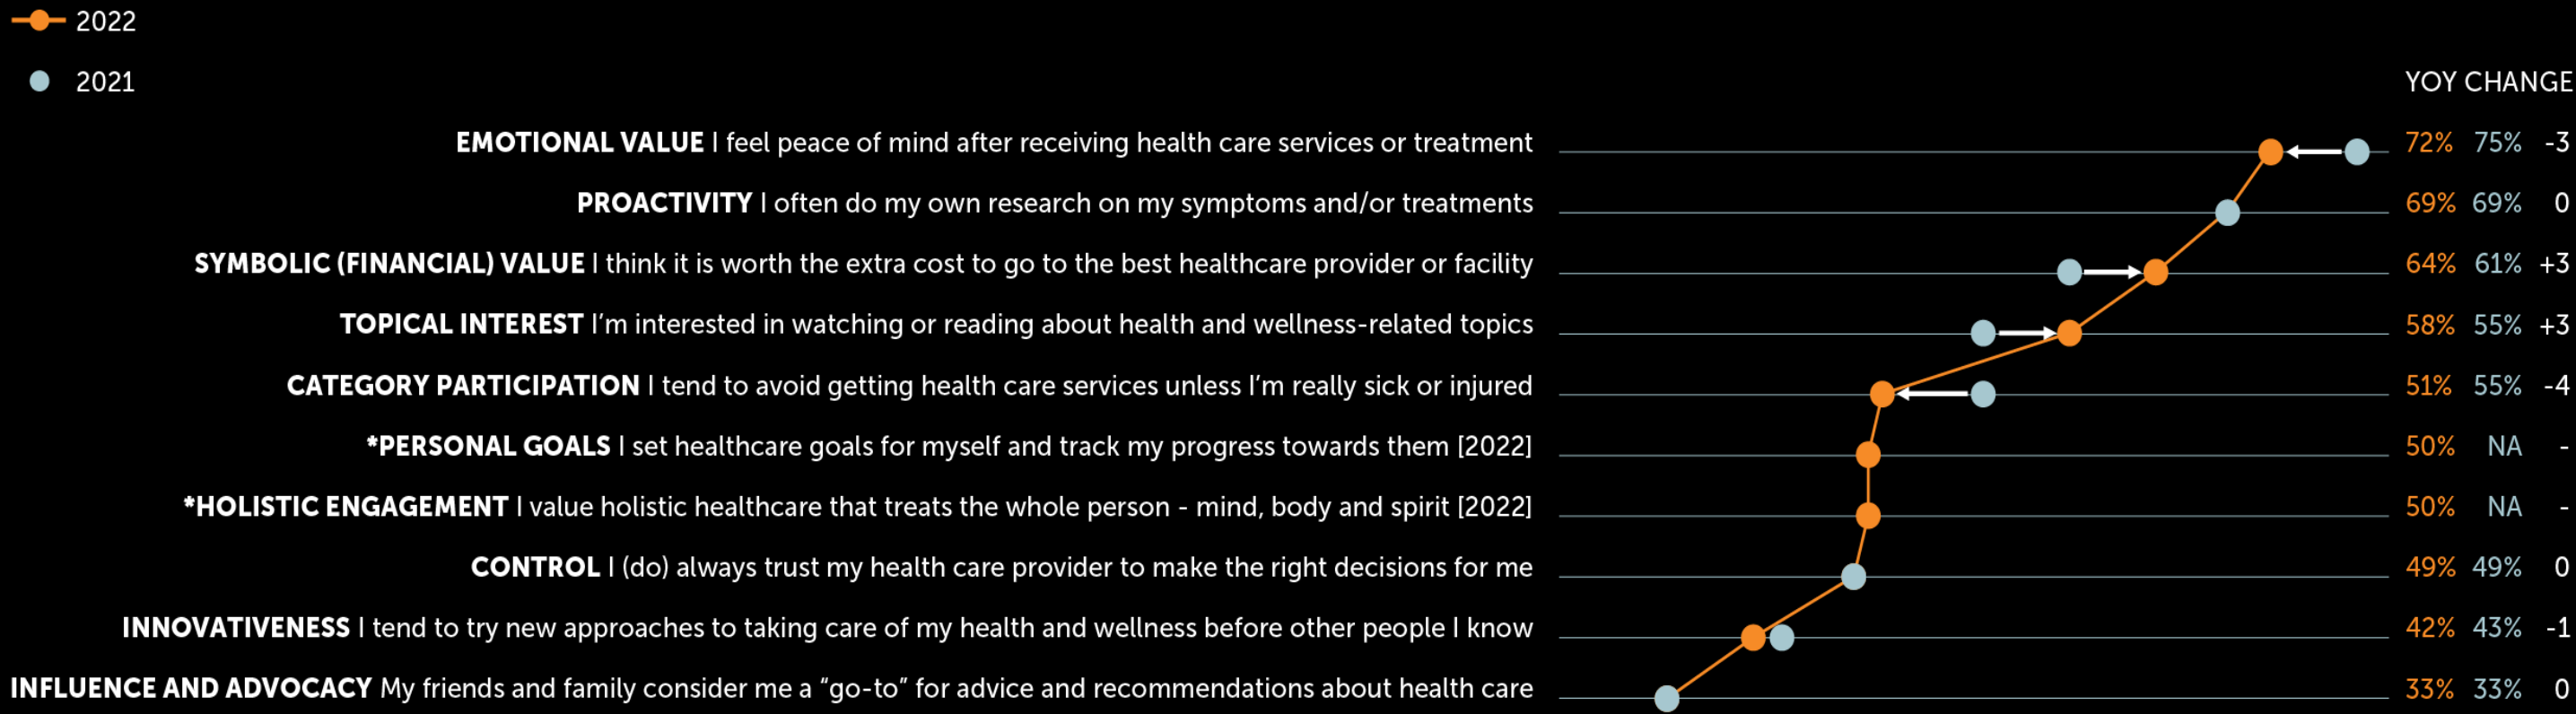 2022
2021
YOY CHANGE
EMOTIONAL VALUE | I feel peace of mind after receiving health care services or treatment 72% 75% -3
PROACTIVITY | I often do my own research on my symptoms and/or treatments 69% 69% 0
SYMBOLIC (FINANCIAL) VALUE | I think it is worth the extra cost to go to the best healthcare provider or facility 64% 61% +3
TOPICAL INTEREST | I’m interested in watching or reading about health and wellness-related topics 58% 55% +3
CATEGORY PARTICIPATION | I tend to avoid getting health care services unless I’m really sick or injured 51% 55% -4
*PERSONAL GOALS | I set healthcare goals for myself and track my progress towards them [2022] 50% NA -
*HOLISTIC ENGAGEMENT | I value holistic healthcare that treats the whole person - mind, body and spirit [2022] 50% NA -
CONTROL | I (do) always trust my health care provider to make the right decisions for me 49% 49% 0
INNOVATIVENESS | I tend to try new approaches to taking care of my health and wellness before other people I know 42% 43% -1
INFLUENCE AND ADVOCACY My friends and family consider me a “go-to” for advice and recommendations about health care 33% 33% 0